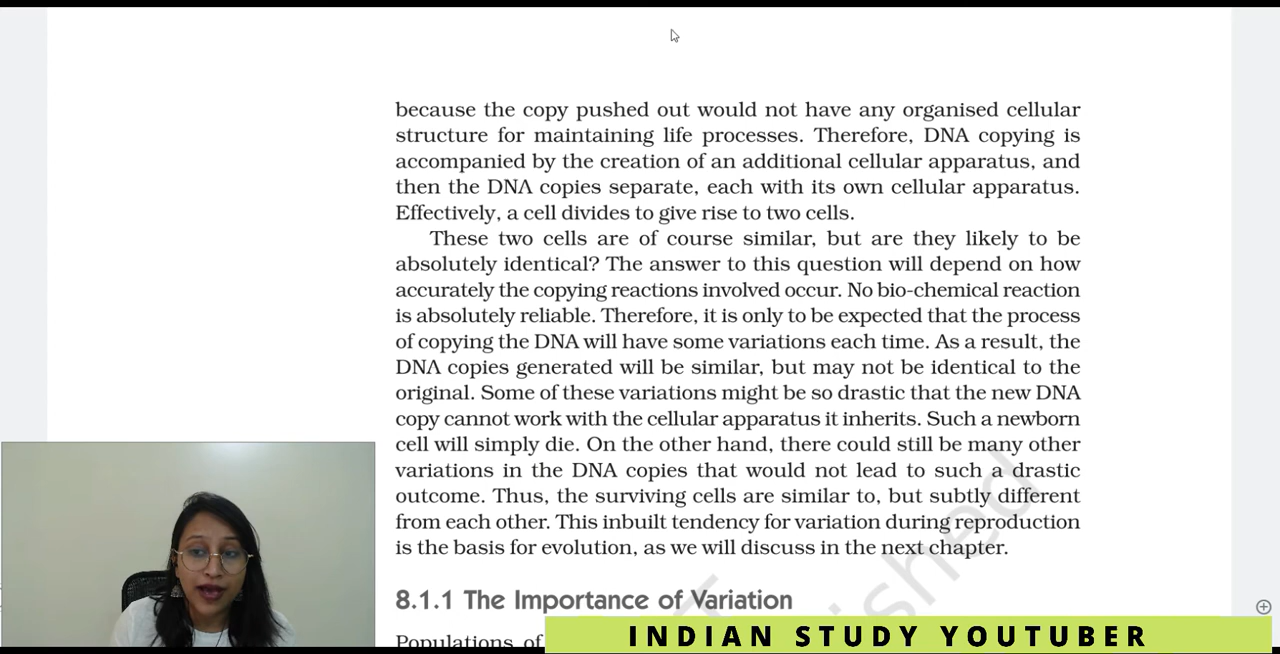 because the copy pushed out would not have any organised cellular
structure for maintaining life processes. Therefore, DNA copying is
accompanied by the creation of an additional cellular apparatus, and
then the DNA copies separate, each with its own cellular apparatus.
Effectively, a cell divides to give rise to two cells.
These two cells are of course similar, but are they likely to be
absolutely identical? The answer to this question will depend on how
accurately the copying reactions involved occur. No bio-chemical reaction
is absolutely reliable. Therefore, it is only to be expected that the process
of copying the DNA will have some variations each time. As a result, the
DNA copies generated will be similar, but may not be identical to the
original. Some of these variations might be so drastic that the new DNA
copy cannot work with the cellular apparatus it inherits. Such a newborn
cell will simply die. On the other hand, there could still be many other
variations in the DNA copies that would not lead to such a drastic
outcome. Thus, the surviving cells are similar to, but subtly different
from each other. This inbuilt tendency for variation during reproduction
is the basis for evolution, as we will discuss in the next chapter.
8.1.1 The Importance of Variation
Populations of
INDIAN STUDY YOUTUBER